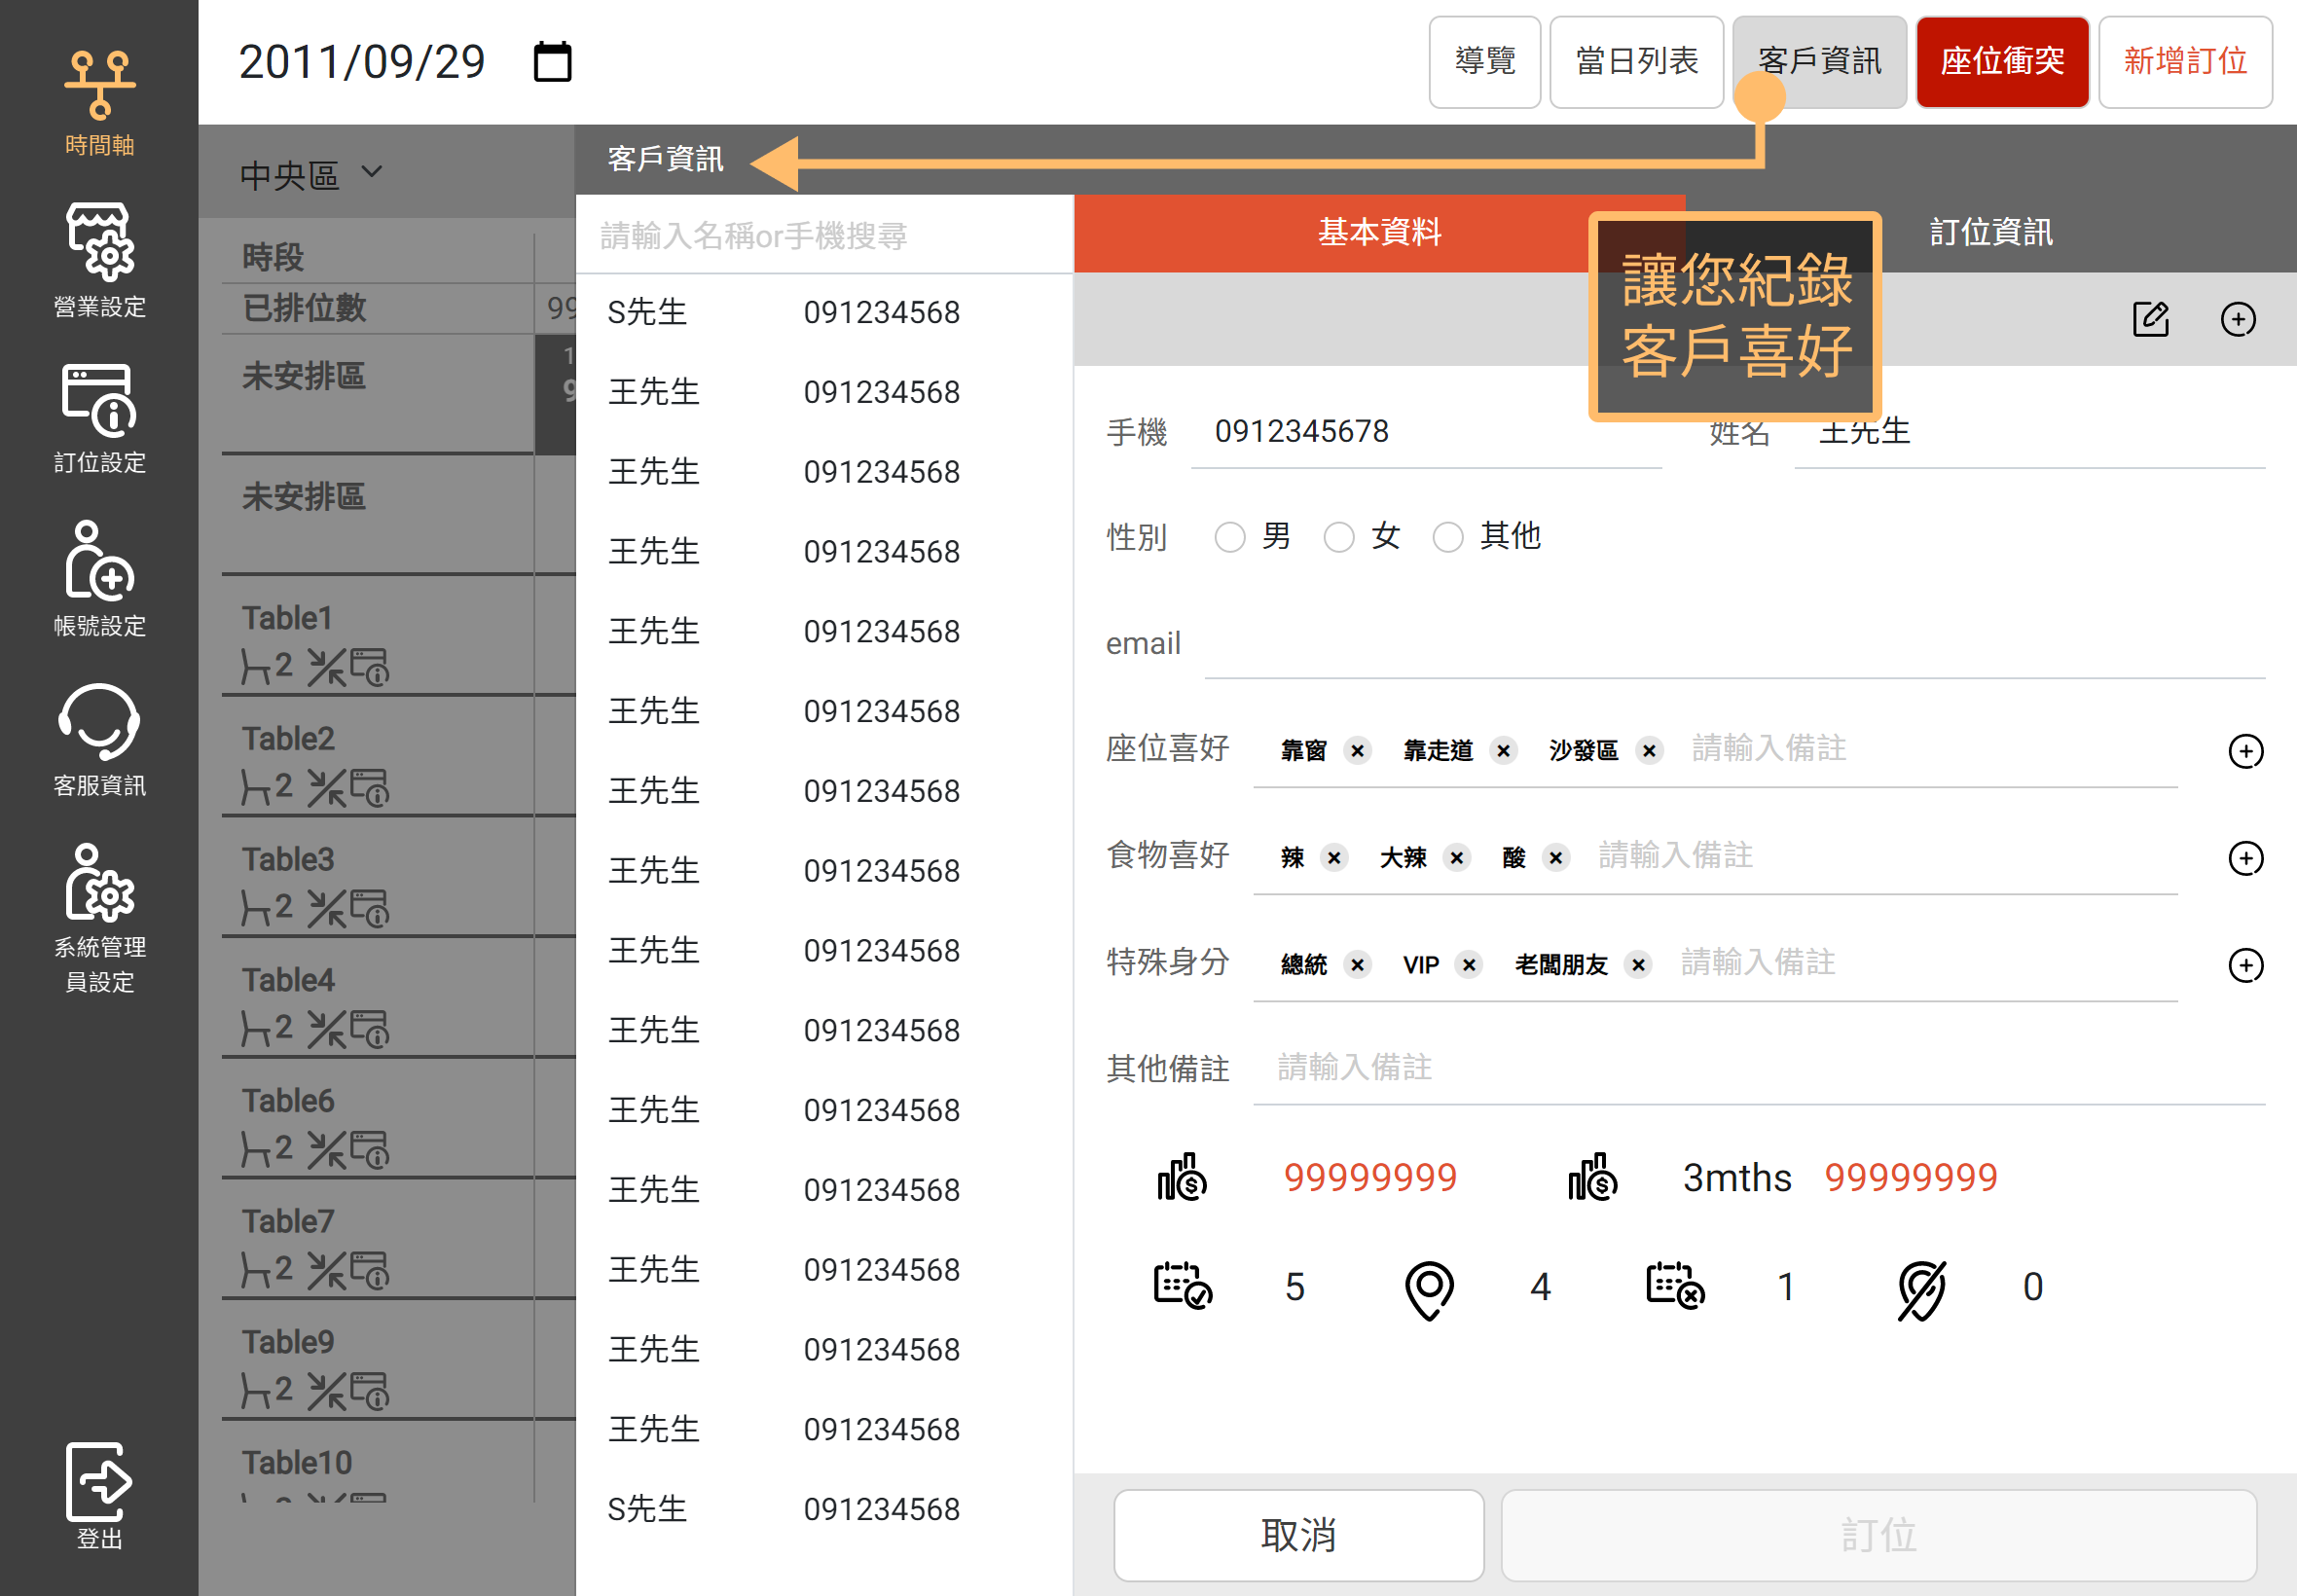 時間軸
營業設定
訂位設定
帳號設定
客服資訊
系統管理
員設定
登出
2011/09/29
導覽
當日列表
客戶資訊
座位衝突
新增訂位
中央區
時段
已排位數 99
未安排區
1
9
未安排區
Table1
2
Table2
2
Table3
2
Table4
2
Table6
2
Table7
2
Table9
2
Table10
客戶資訊
請輸入名稱or手機搜尋
S先生 091234568
王先生 091234568
王先生 091234568
王先生 091234568
王先生 091234568
王先生 091234568
王先生 091234568
王先生 091234568
王先生 091234568
王先生 091234568
王先生 091234568
王先生 091234568
王先生 091234568
王先生 091234568
王先生 091234568
S先生 091234568
基本資料
訂位資訊
讓您紀錄
客戶喜好
手機 0912345678
姓名 王先生
性別 男 女 其他
email
座位喜好 靠窗 靠走道 沙發區 請輸入備註
食物喜好 辣 大辣 酸 請輸入備註
特殊身分 總統 VIP 老闆朋友 請輸入備註
其他備註 請輸入備註
99999999 3mths 99999999
5 4 1 0
取消
訂位